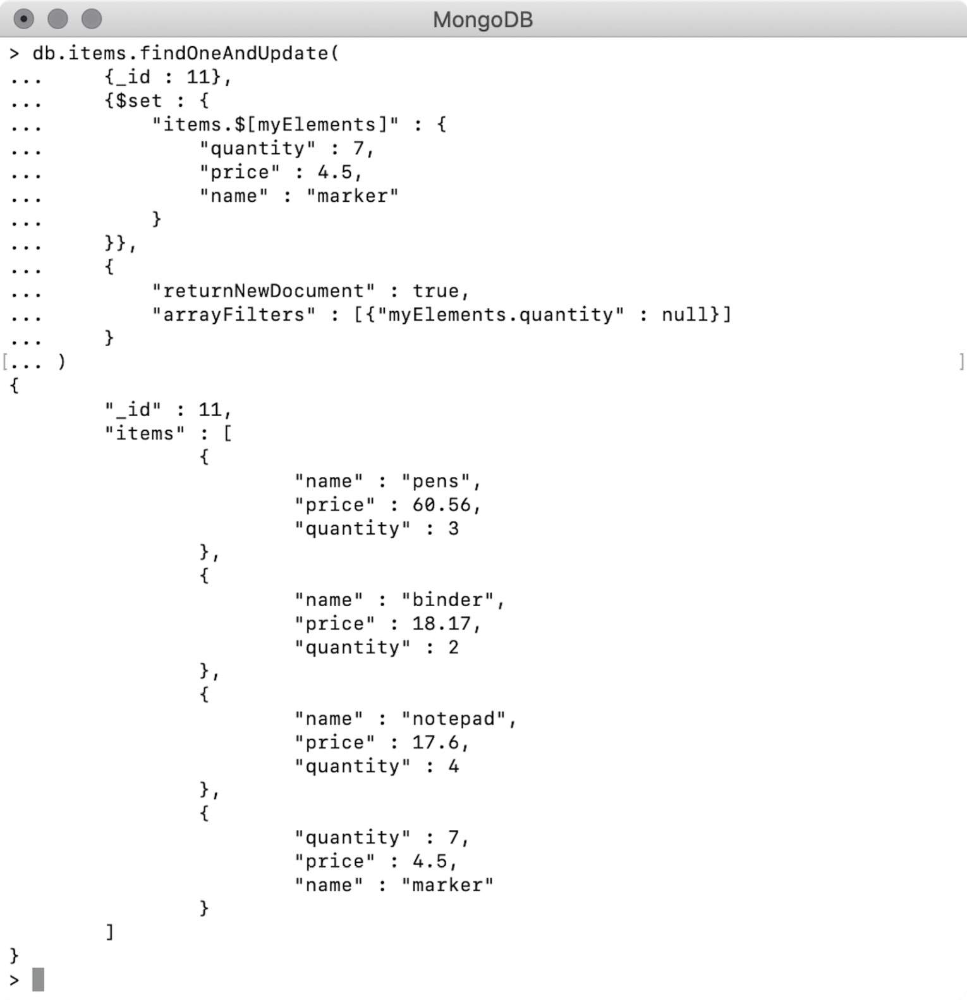 MongoDB
> db.items.findOneAndUpdate(
...     {_id : 11},
...     {$set : {
...         "items.$[myElements]" : {
...             "quantity" : 7,
...             "price" : 4.5,
...             "name" : "marker"
...         }
...     }},
...     {
...         "returnNewDocument" : true,
...         "arrayFilters" : [{"myElements.quantity" : null}]
...     }
[... ) ]
{
        "_id" : 11,
        "items" : [
                {
                        "name" : "pens",
                        "price" : 60.56,
                        "quantity" : 3
                },
                {
                        "name" : "binder",
                        "price" : 18.17,
                        "quantity" : 2
                },
                {
                        "name" : "notepad",
                        "price" : 17.6,
                        "quantity" : 4
                },
                {
                        "quantity" : 7,
                        "price" : 4.5,
                        "name" : "marker"
                }
        ]
}
>